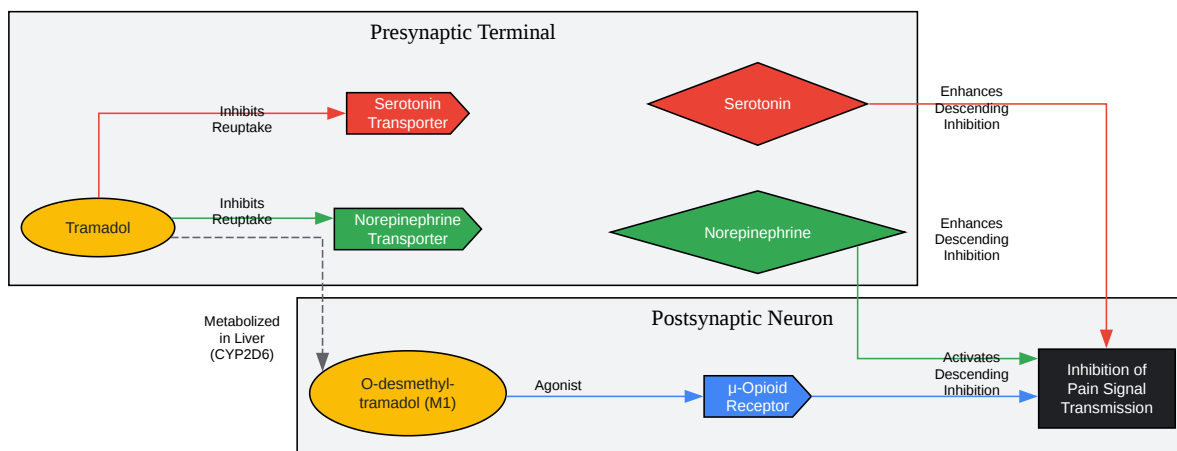 Presynaptic Terminal
Inhibits
Reuptake
Serotonin
Transporter
Serotonin
Enhances
Descending
Inhibition
Tramadol
Inhibits
Reuptake
Norepinephrine
Transporter
Norepinephrine
Enhances
Descending
Inhibition
Metabolized
in Liver
(CYP2D6)
Postsynaptic Neuron
O-desmethyl-
tramadol (M1)
Agonist
μ-Opioid
Receptor
Activates
Descending
Inhibition
Inhibition of
Pain Signal
Transmission